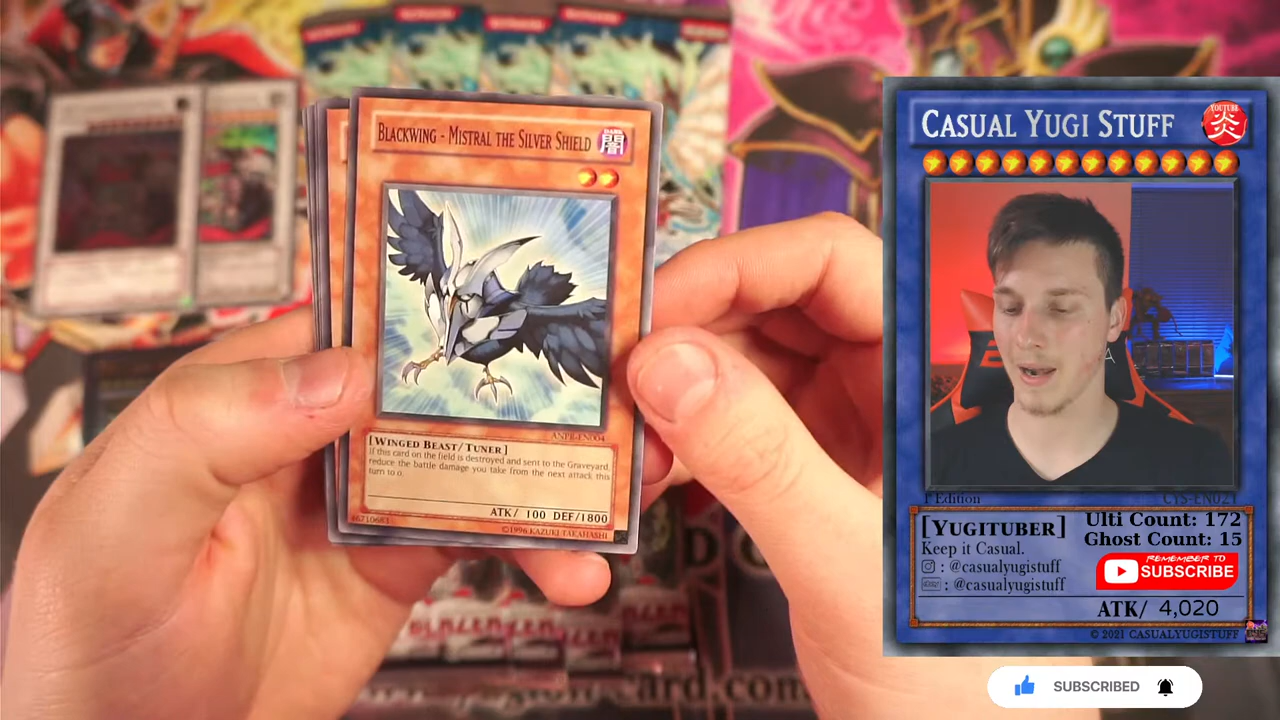 BLACKWING - MISTRAL THE SILVER SHIELD
DARK
闇
ANPR-EN004
[WINGED BEAST/TUNER]
If this card on the field is destroyed and sent to the Graveyard,
reduce the battle damage you take from the next attack this
turn to 0.
ATK/ 100 DEF/1800
46710683
©1996 KAZUKI TAKAHASHI
CASUAL YUGI STUFF
YOUTUBE
炎
A
1st Edition
CYS-EN021
[YUGITUBER]
Keep it Casual.
: @casualyugistuff
: @casualyugistuff
Ulti Count: 172
Ghost Count: 15
REMEMBER TO
SUBSCRIBE
ATK/ 4,020
© 2021 CASUALYUGISTUFF
SUBSCRIBED